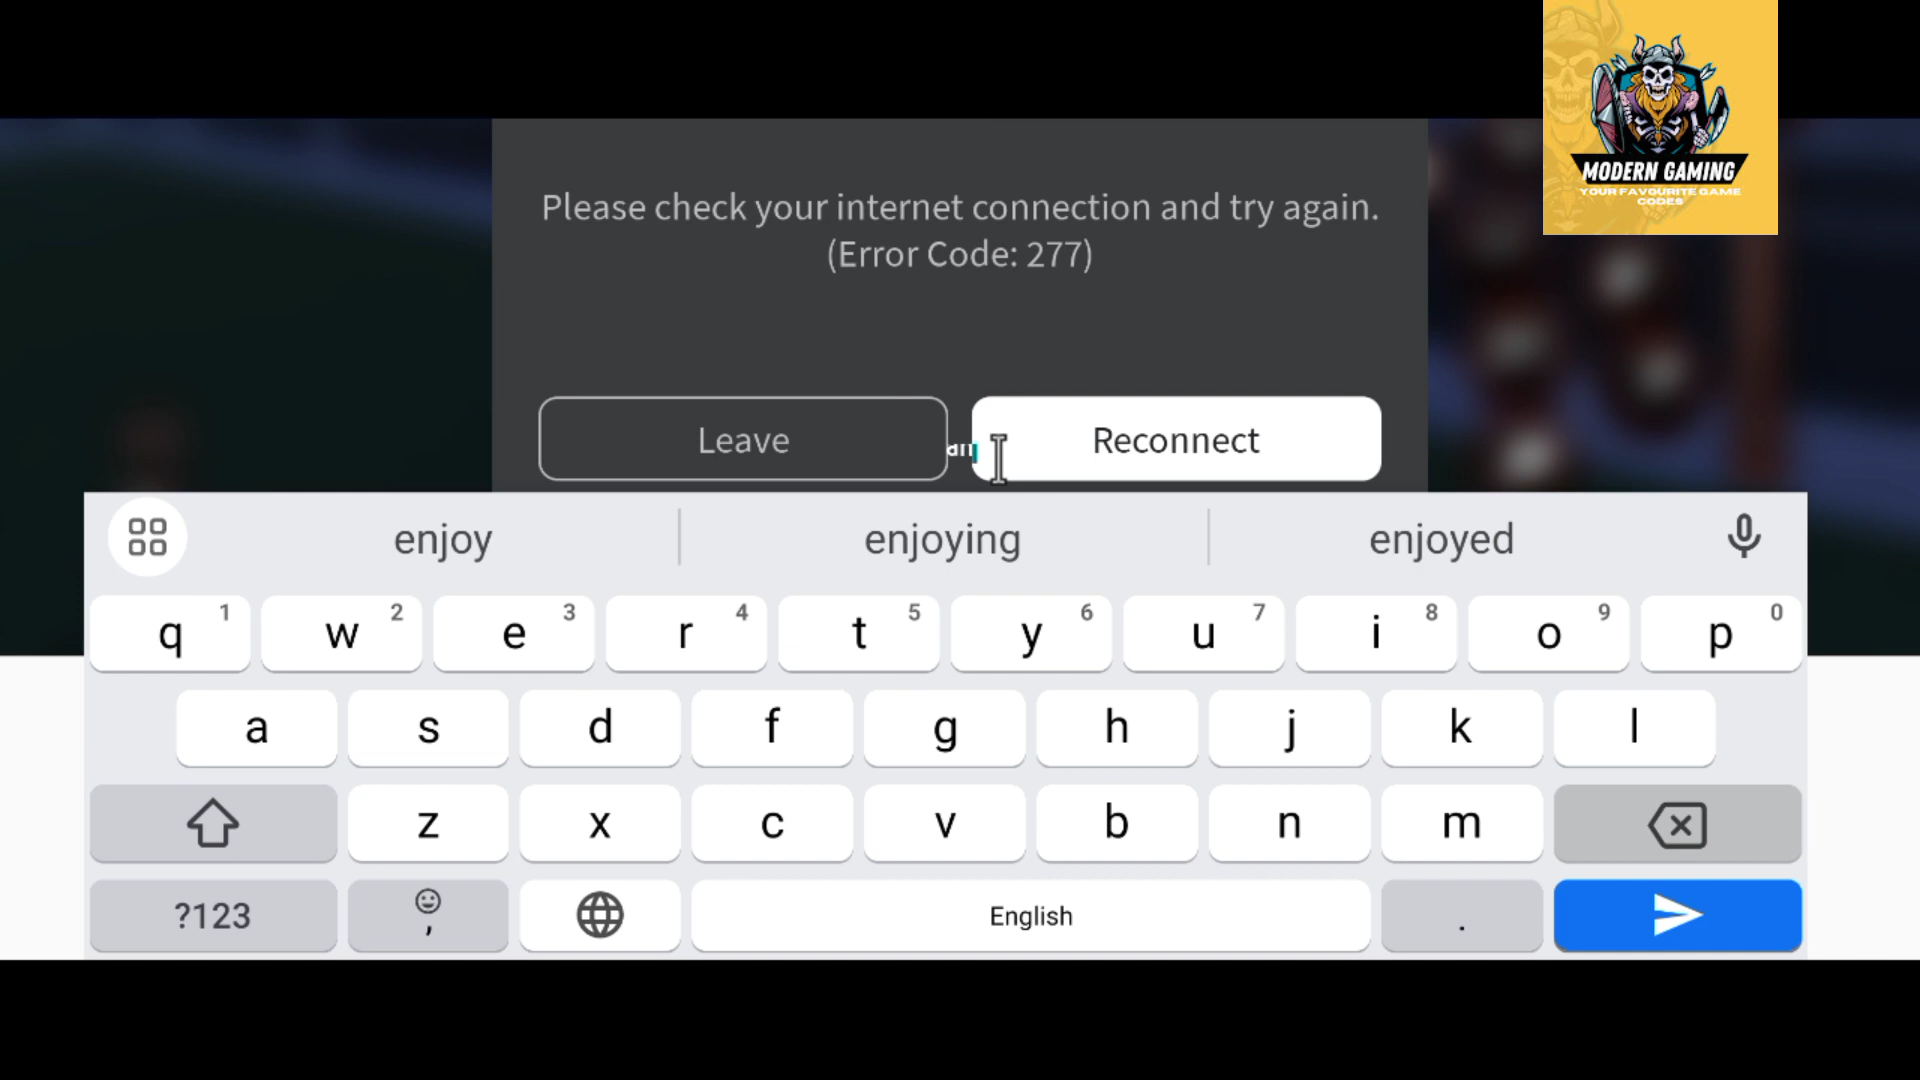 MODERN GAMING
YOUR FAVOURITE GAME
CODES
Please check your internet connection and try again.
(Error Code: 277)
Leave
Reconnect
enjoy
enjoying
enjoyed
q 1 w 2 e 3 r 4 t 5 y 6 u 7 i 8 o 9 p 0
a s d f g h j k l
z x c v b n m
?123 , English .